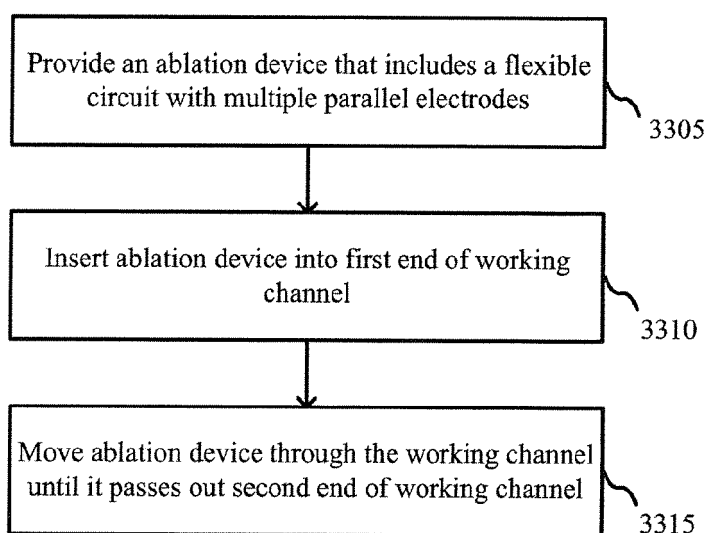 Provide an ablation device that includes a flexible
circuit with multiple parallel electrodes
3305
Insert ablation device into first end of working
channel
3310
Move ablation device through the working channel
until it passes out second end of working channel
3315